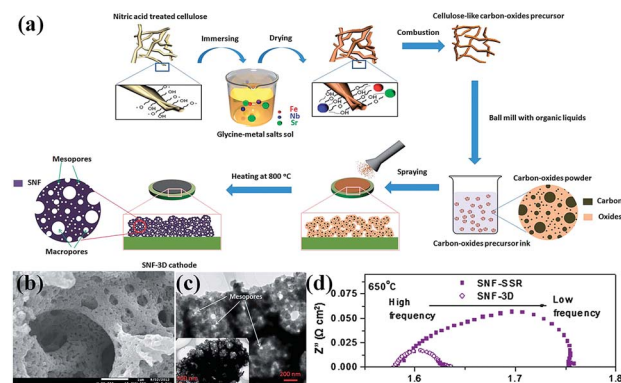 (a)
Nitric acid treated cellulose
Immersing
Drying
Combustion
Cellulose-like carbon-oxides precursor
Fe
Nb
Sr
Glycine-metal salts sol
Ball mill with organic liquids
SNF
Mesopores
Macropores
Heating at 800 °C
Spraying
Carbon-oxides powder
Carbon
Oxides
Carbon-oxides precursor ink
SNF-3D cathode
(b)
(c)
Mesopores
200 nm
(d)
650°C
SNF-SSR
SNF-3D
High frequency
Low frequency
Z" (Ω cm²)
0.075
0.050
0.025
0.000
1.6
1.7
1.8